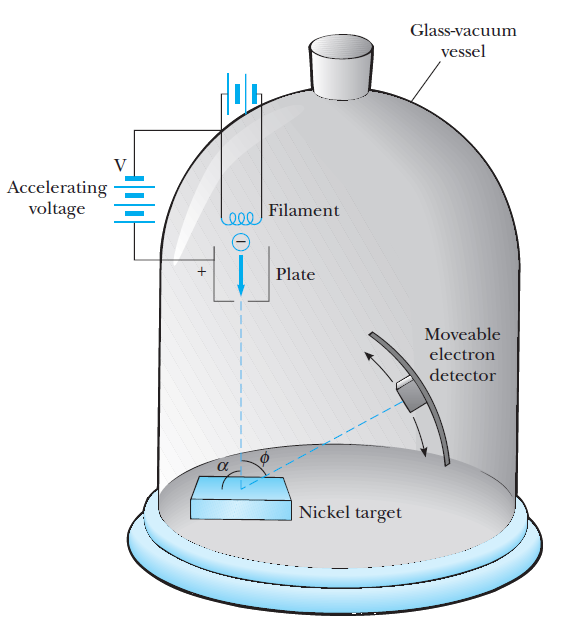 Glass-vacuum
vessel
V
Accelerating
voltage
Filament
−
+
Plate
Moveable
electron
detector
α
ϕ
Nickel target